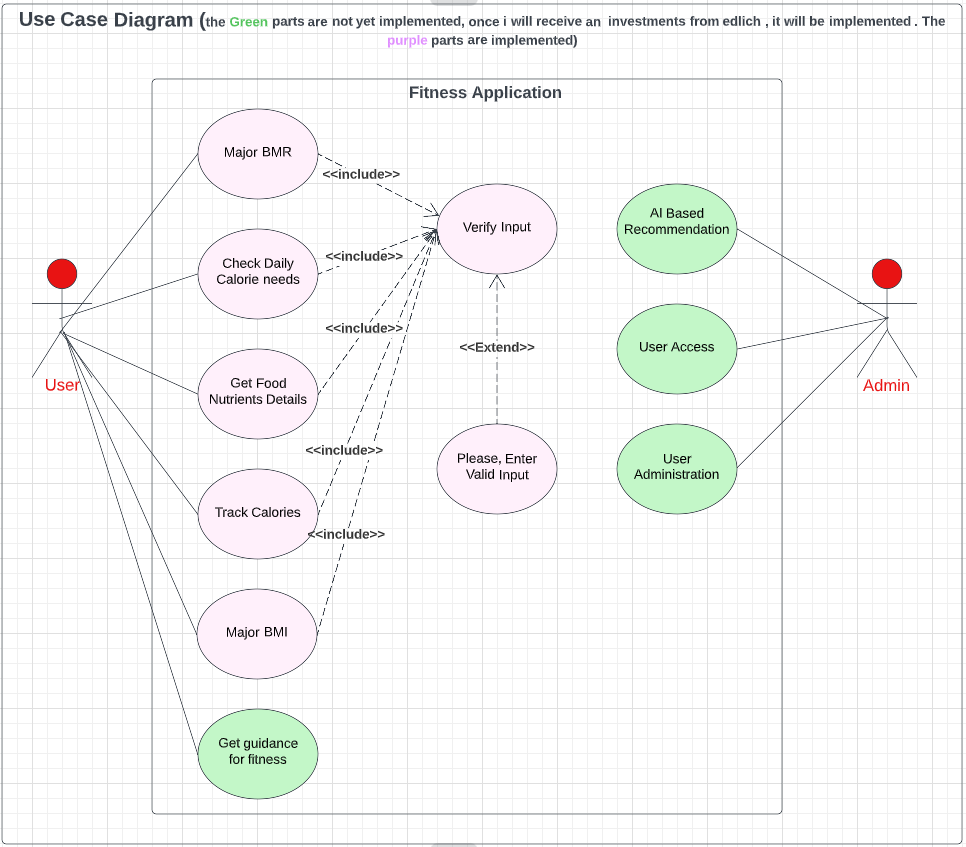 Use Case Diagram (the Green parts are not yet implemented, once i will receive an investments from edlich , it will be implemented . The
purple parts are implemented)
Fitness Application
Major BMR
<<include>>
Verify Input
AI Based
Recommendation
Check Daily
Calorie needs
<<include>>
<<include>>
User Access
<<Extend>>
User
Admin
Get Food
Nutrients Details
<<include>>
Please, Enter
Valid Input
User
Administration
Track Calories
<<include>>
Major BMI
Get guidance
for fitness